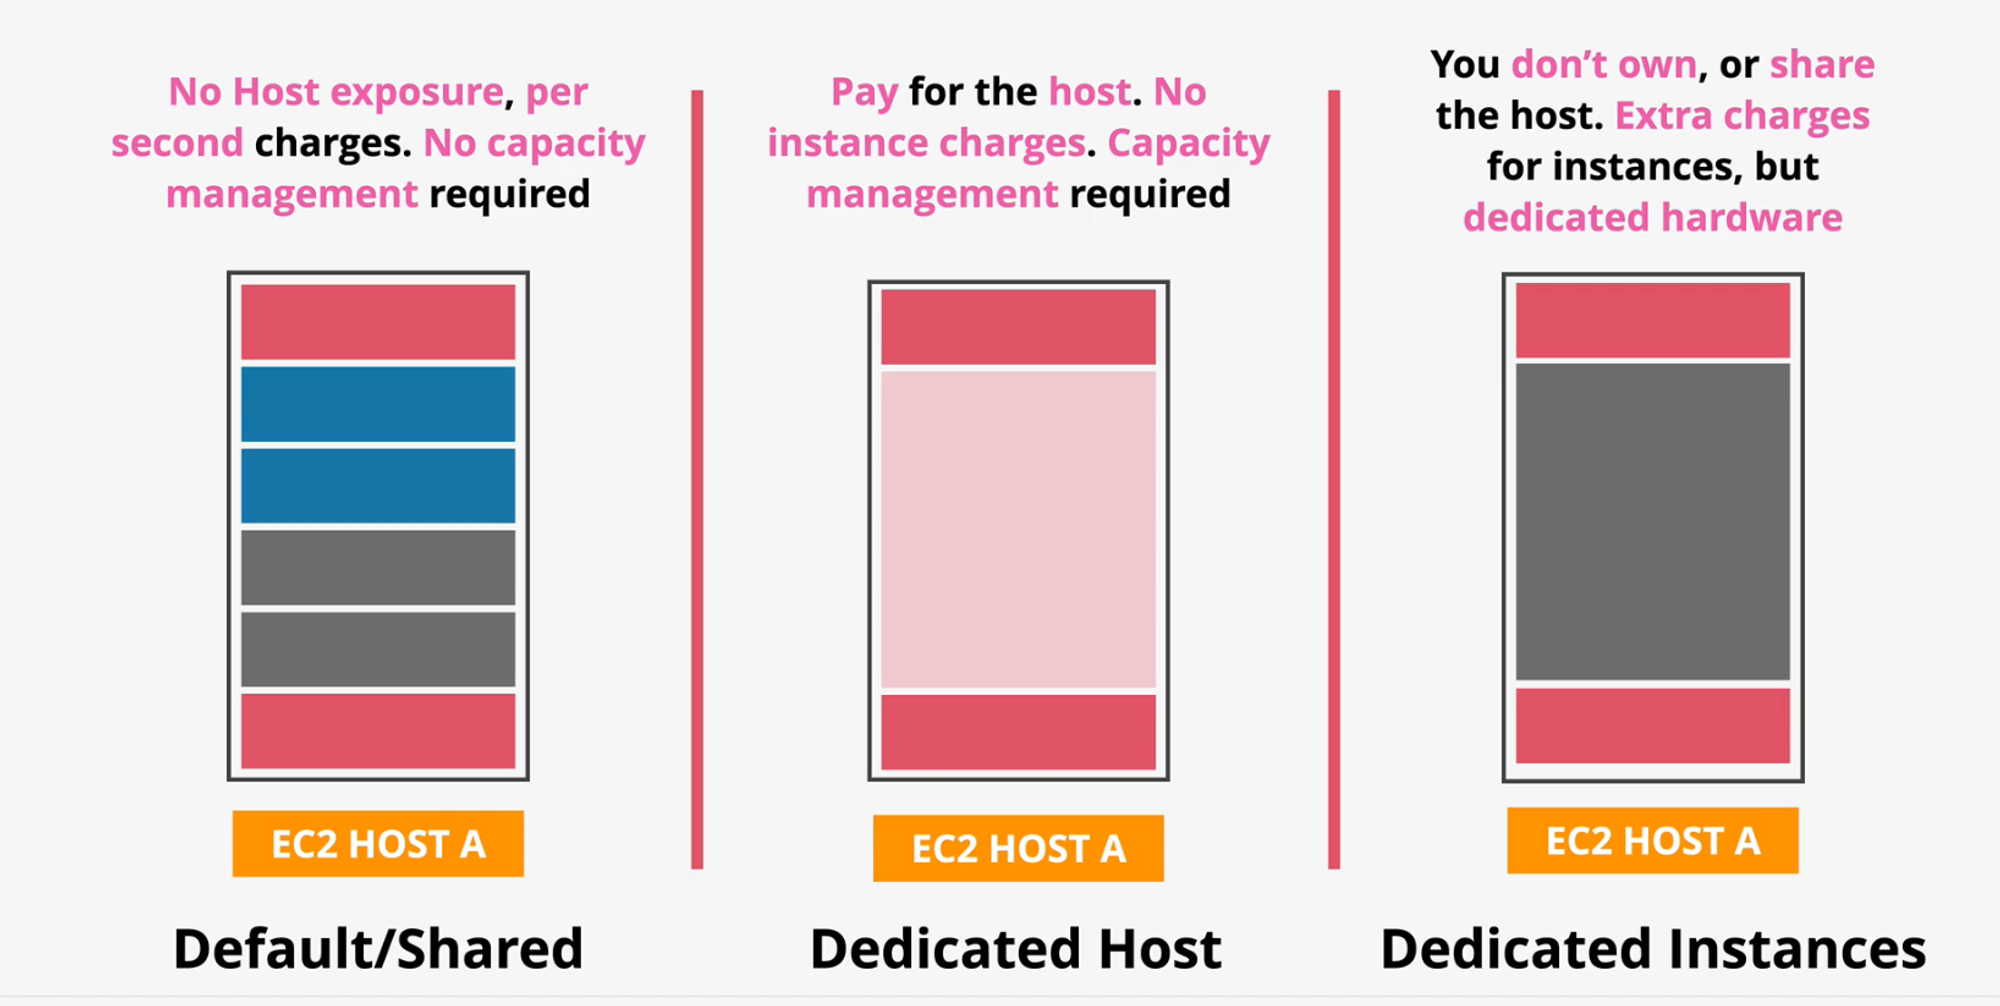 No Host exposure, per
second charges. No capacity
management required
EC2 HOST A
Default/Shared
Pay for the host. No
instance charges. Capacity
management required
EC2 HOST A
Dedicated Host
You don’t own, or share
the host. Extra charges
for instances, but
dedicated hardware
EC2 HOST A
Dedicated Instances